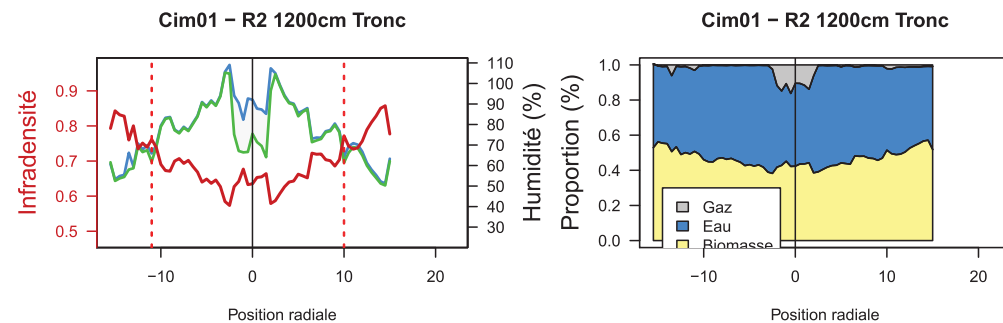 Cim01 − R2 1200cm Tronc
Infradensité
0.9
0.8
0.7
0.6
0.5
110
100
90
80
70
60
50
40
30
Humidité (%)
−10
0
10
20
Position radiale
Cim01 − R2 1200cm Tronc
Proportion (%)
1.0
0.8
0.6
0.4
0.2
0.0
Gaz
Eau
Biomasse
−10
0
10
20
Position radiale